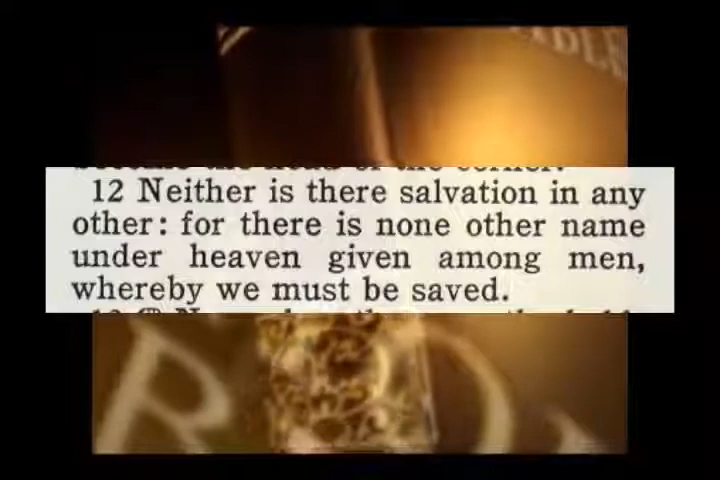 12 Neither is there salvation in any
other: for there is none other name
under heaven given among men,
whereby we must be saved.